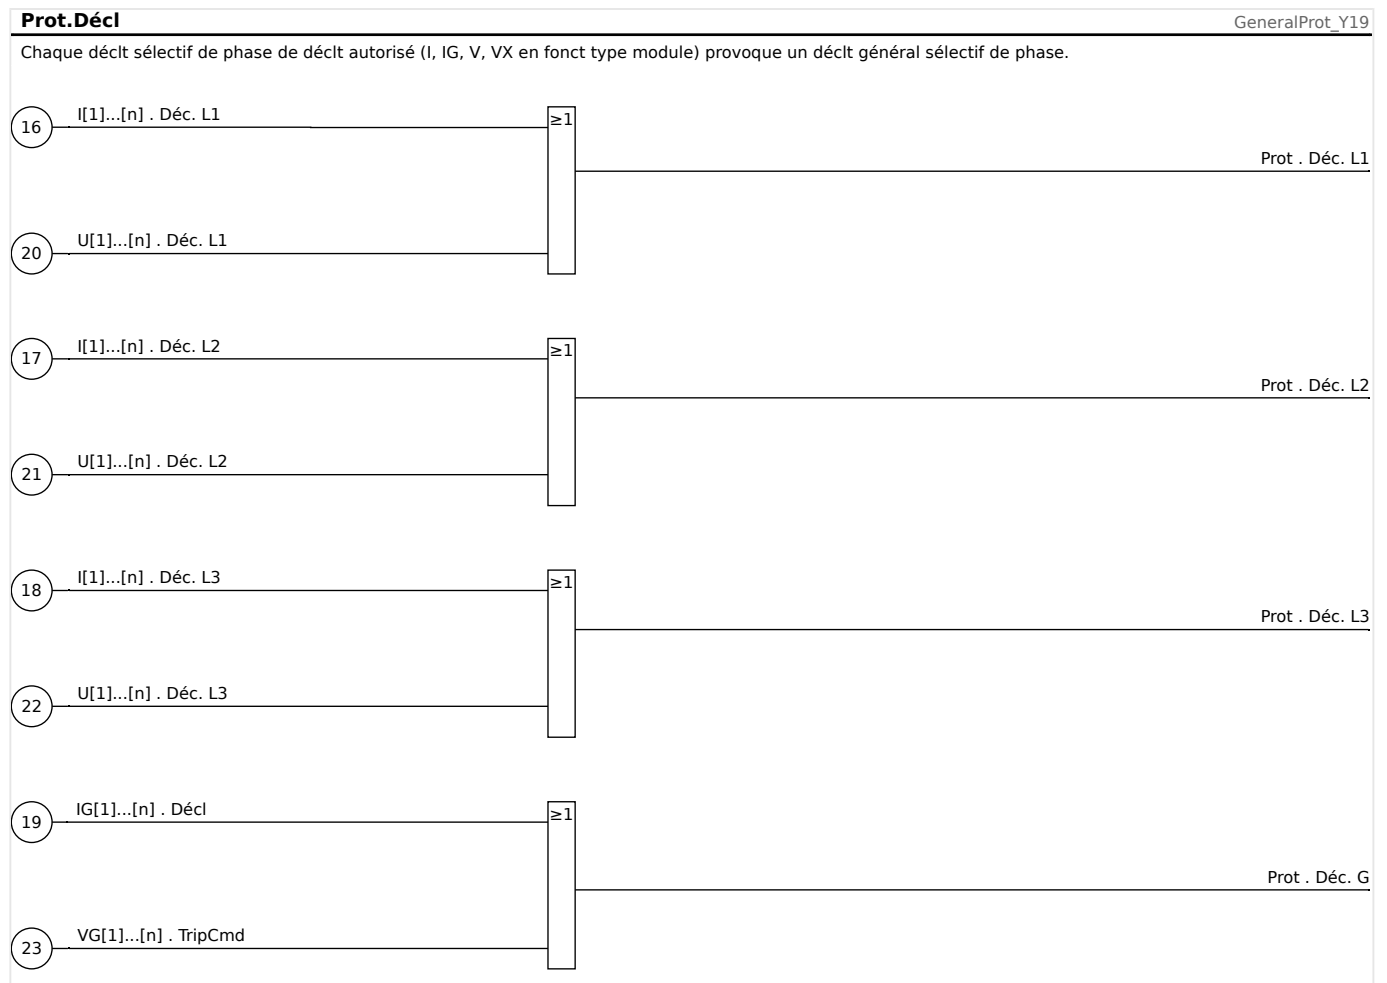 Prot.Décl
GeneralProt_Y19
Chaque déclt sélectif de phase de déclt autorisé (I, IG, V, VX en fonct type module) provoque un déclt général sélectif de phase.
I[1]...[n] . Déc. L1
16
≥1
Prot . Déc. L1
U[1]...[n] . Déc. L1
20
I[1]...[n] . Déc. L2
17
≥1
Prot . Déc. L2
U[1]...[n] . Déc. L2
21
I[1]...[n] . Déc. L3
18
≥1
Prot . Déc. L3
U[1]...[n] . Déc. L3
22
IG[1]...[n] . Décl
19
≥1
Prot . Déc. G
VG[1]...[n] . TripCmd
23